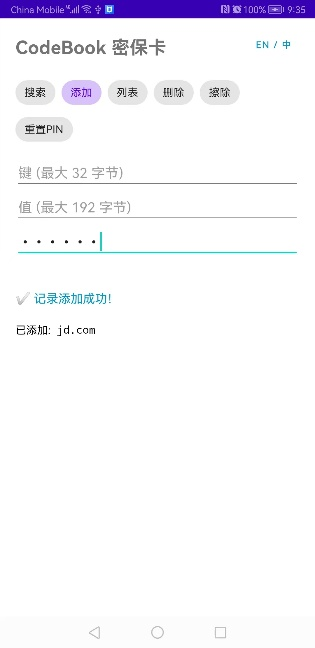 China Mobile 100% 9:35
CodeBook 密保卡
EN / 中
搜索 添加 列表 删除 擦除
重置PIN
键 (最大 32 字节)
值 (最大 192 字节)
••••••
✔ 记录添加成功!
已添加: jd.com